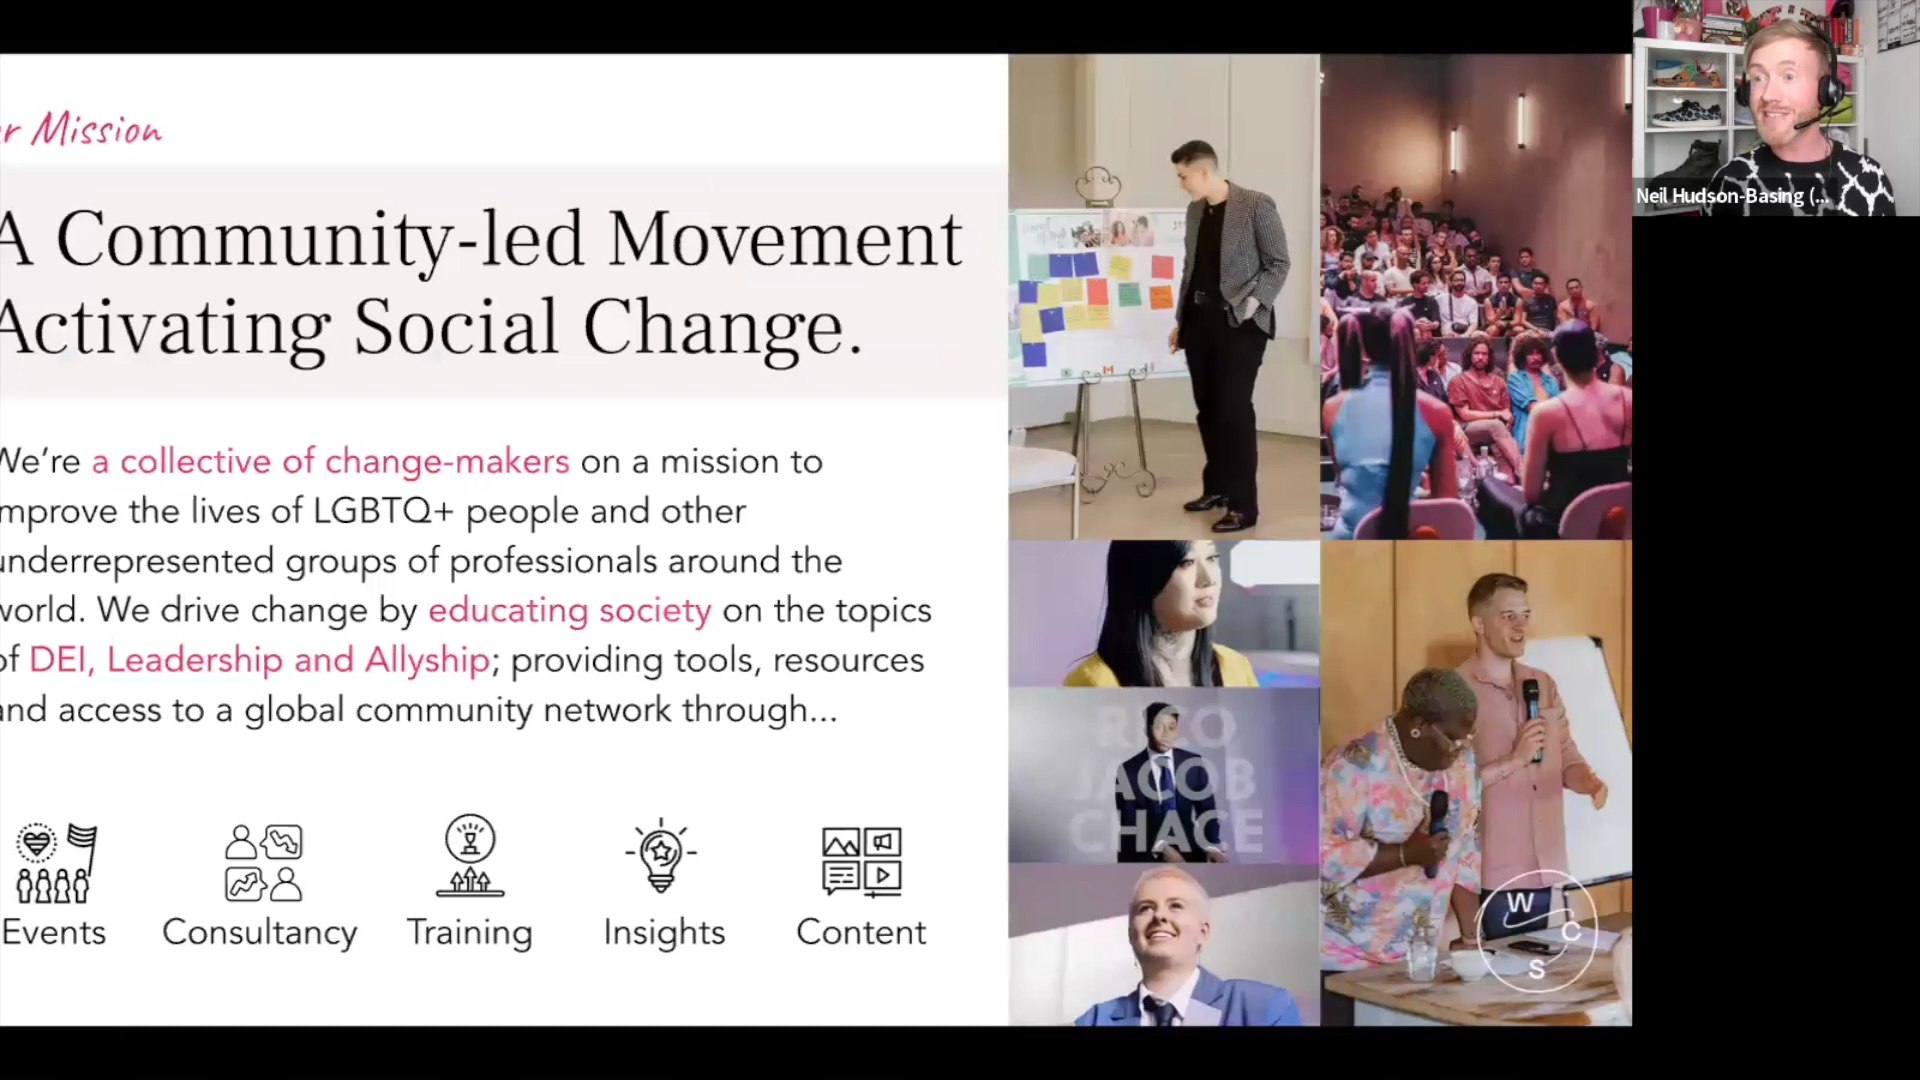 r Mission
A Community-led Movement
Activating Social Change.
We're a collective of change-makers on a mission to
mprove the lives of LGBTQ+ people and other
underrepresented groups of professionals around the
world. We drive change by educating society on the topics
of DEI, Leadership and Allyship; providing tools, resources
and access to a global community network through...
Events
Consultancy
Training
Insights
Content
RICO
JACOB
CHACE
W
C
S
Neil Hudson-Basing (...